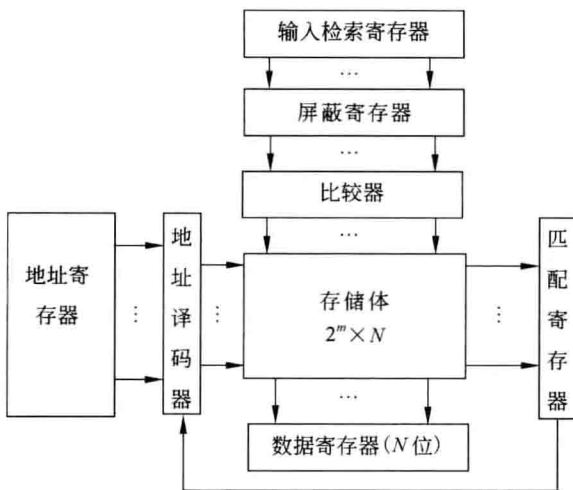 输入检索寄存器
…
屏蔽寄存器
…
比较器
…
地址寄
存器
…
地址译码器
…
存储体
2^m×N
…
匹配寄存器
…
数据寄存器(N位)